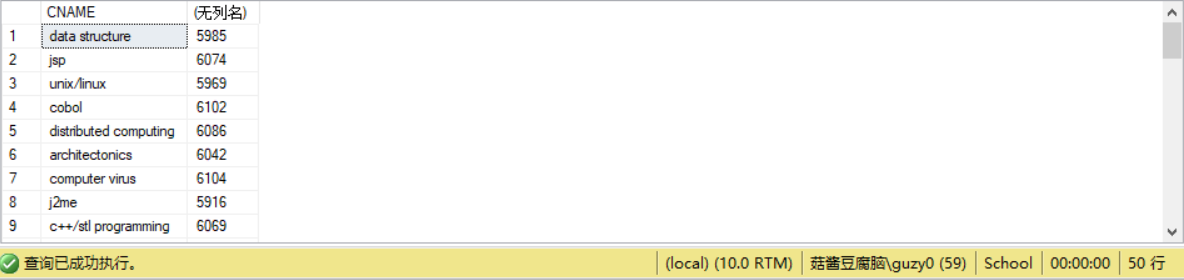 CNAME (无列名)
1 data structure 5985
2 jsp 6074
3 unix/linux 5969
4 cobol 6102
5 distributed computing 6086
6 architectonics 6042
7 computer virus 6104
8 j2me 5916
9 c++/stl programming 6069
查询已成功执行。 (local) (10.0 RTM) 菇酱豆腐脑\guzy0 (59) School 00:00:00 50 行